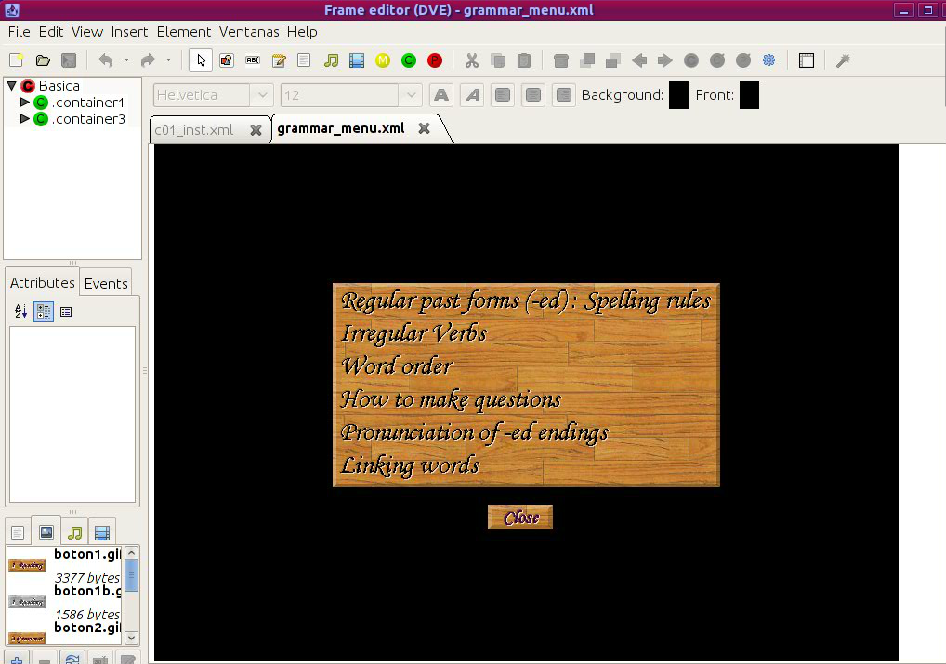 Frame editor (DVE) - grammar_menu.xml
File Edit View Insert Element Ventanas Help
ABC M C P
Basica
.container1
.container3
Helvetica 12 A A Background: Front:
c01_inst.xml grammar_menu.xml
Attributes Events
Regular past forms (-ed): Spelling rules
Irregular Verbs
Word order
How to make questions
Pronunciation of -ed endings
Linking words
Close
boton1.gi
3377 bytes
boton1b.g
1586 bytes
boton2.gi